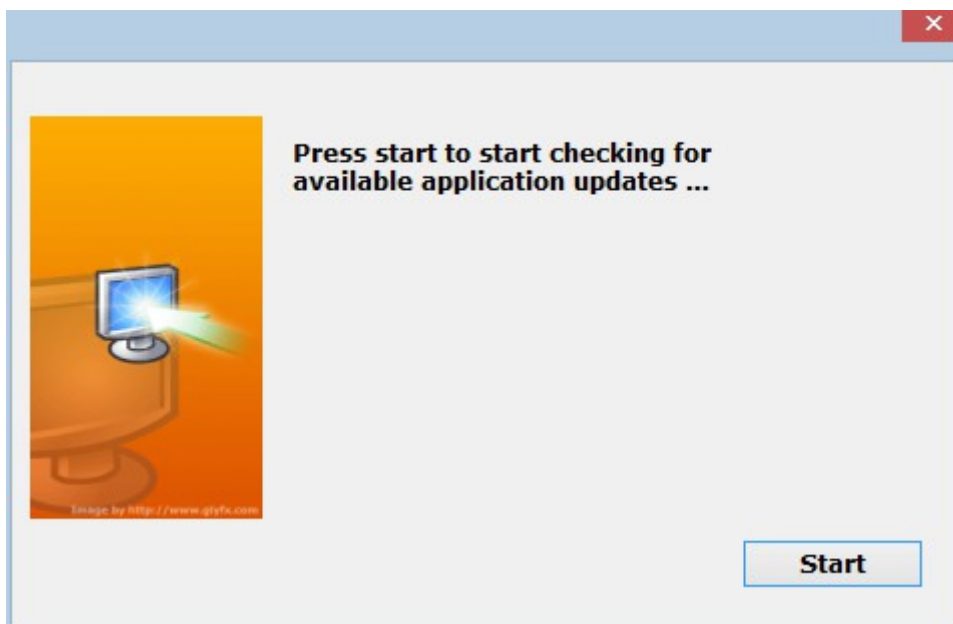 Press start to start checking for
available application updates ...
Image by http://www.glyfx.com
Start